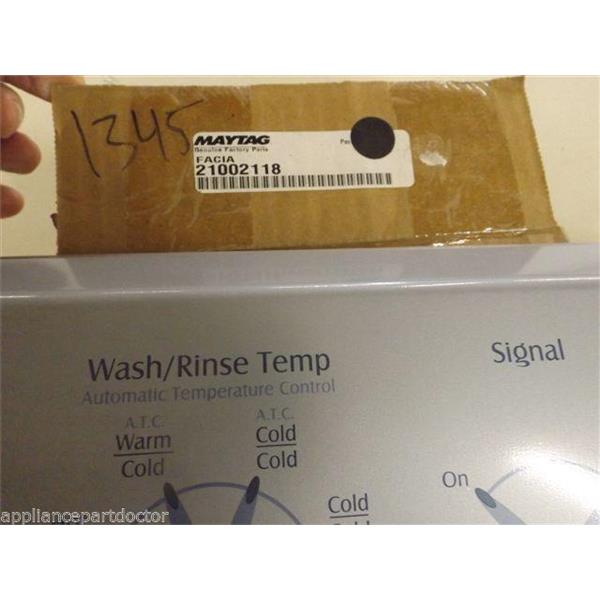 1345
MAYTAG
Genuine Factory Parts
FACIA
21002118
Wash/Rinse Temp
Signal
Automatic Temperature Control
A.T.C.
Warm
Cold
A.T.C.
Cold
Cold
Cold
On
appliancepartdoctor